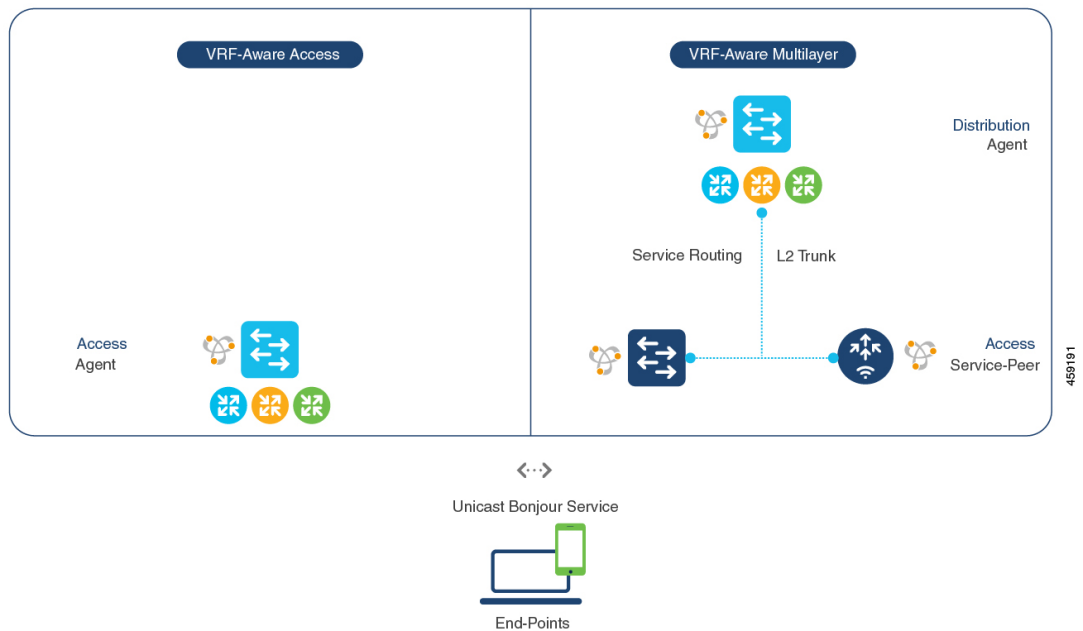 VRF-Aware Access
VRF-Aware Multilayer
Distribution
Agent
Service Routing
L2 Trunk
Access
Agent
Access
Service-Peer
459191
Unicast Bonjour Service
End-Points